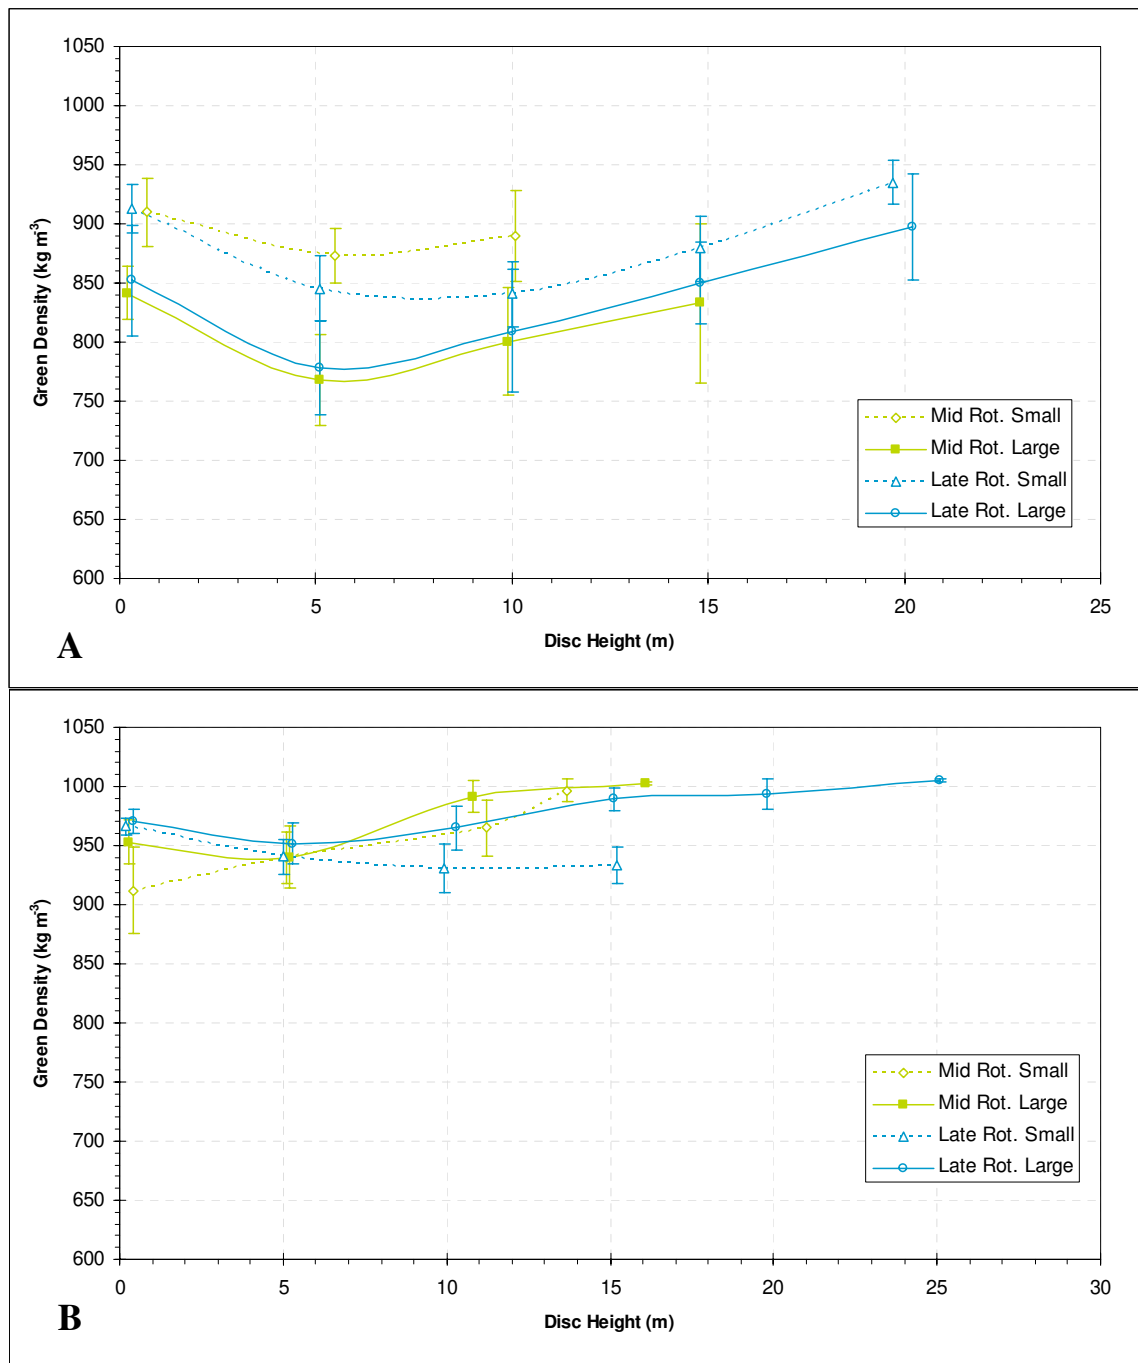 1050
1000
950
900
850
800
750
700
650
600
Green Density (kg m-3)
Mid Rot. Small
Mid Rot. Large
Late Rot. Small
Late Rot. Large
0 5 10 15 20 25
Disc Height (m)
A
1050
1000
950
900
850
800
750
700
650
600
Green Density (kg m-3)
Mid Rot. Small
Mid Rot. Large
Late Rot. Small
Late Rot. Large
0 5 10 15 20 25 30
Disc Height (m)
B